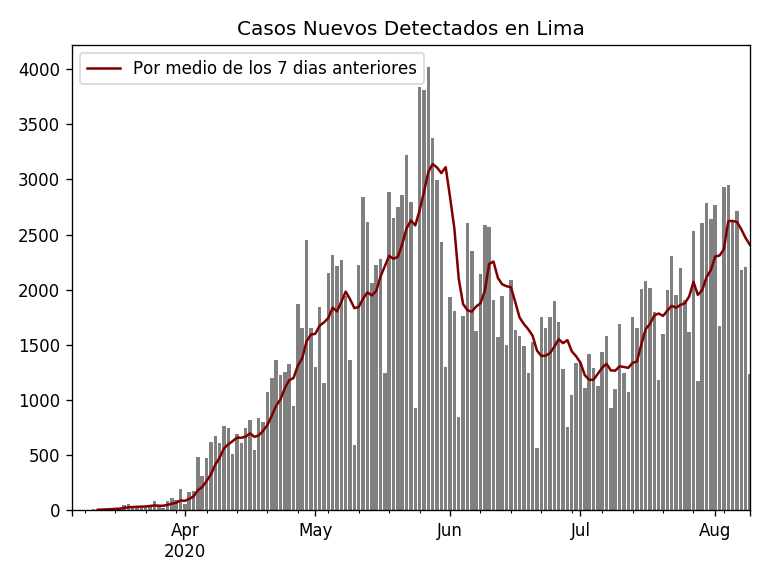 Casos Nuevos Detectados en Lima
Por medio de los 7 dias anteriores
4000
3500
3000
2500
2000
1500
1000
500
0
Apr
2020
May
Jun
Jul
Aug